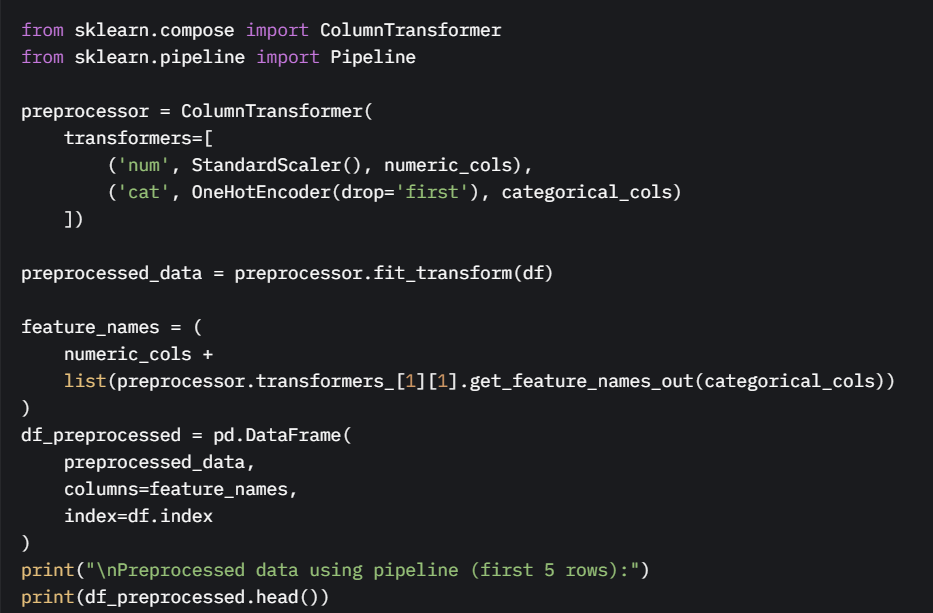 from sklearn.compose import ColumnTransformer
from sklearn.pipeline import Pipeline

preprocessor = ColumnTransformer(
    transformers=[
        ('num', StandardScaler(), numeric_cols),
        ('cat', OneHotEncoder(drop='first'), categorical_cols)
    ])

preprocessed_data = preprocessor.fit_transform(df)

feature_names = (
    numeric_cols +
    list(preprocessor.transformers_[1][1].get_feature_names_out(categorical_cols))
)
df_preprocessed = pd.DataFrame(
    preprocessed_data,
    columns=feature_names,
    index=df.index
)
print("\nPreprocessed data using pipeline (first 5 rows):")
print(df_preprocessed.head())